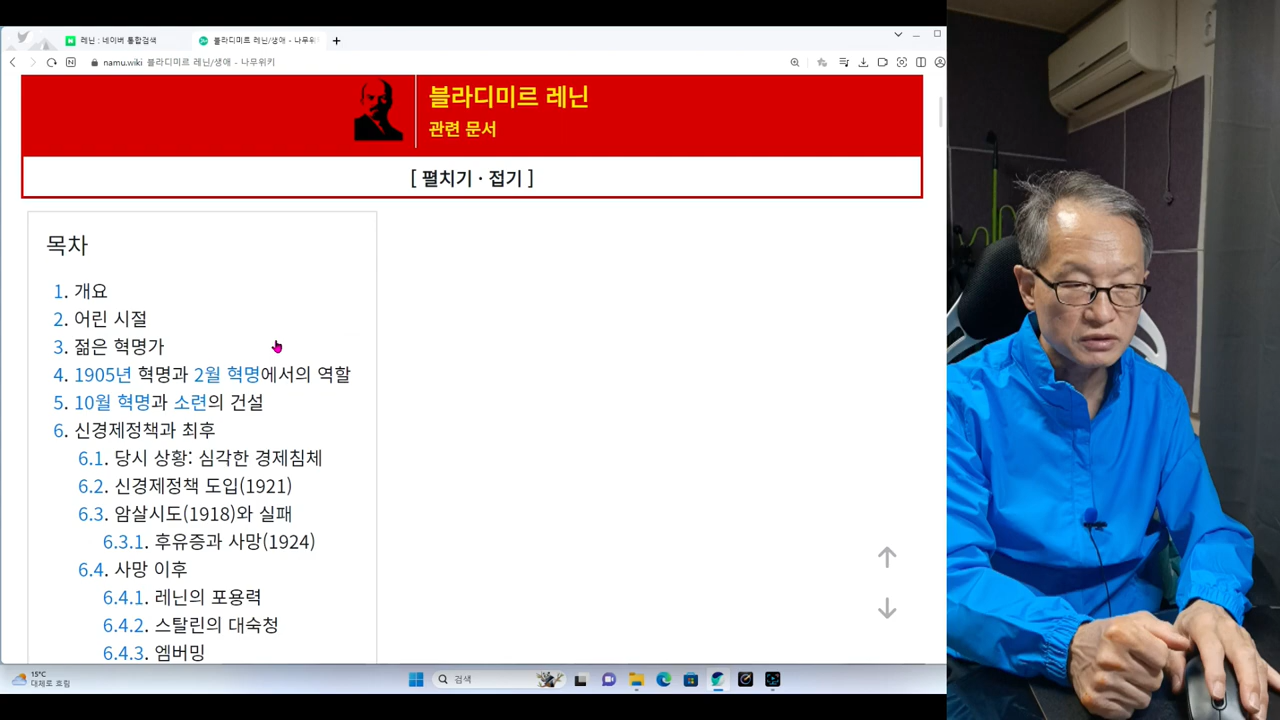 레닌 : 네이버 통합검색
블라디미르 레닌/생애 - 나무위
namu.wiki 블라디미르 레닌/생애 - 나무위키
블라디미르 레닌
관련 문서
[ 펼치기 · 접기 ]
목차
1. 개요
2. 어린 시절
3. 젊은 혁명가
4. 1905년 혁명과 2월 혁명에서의 역할
5. 10월 혁명과 소련의 건설
6. 신경제정책과 최후
6.1. 당시 상황: 심각한 경제침체
6.2. 신경제정책 도입(1921)
6.3. 암살시도(1918)와 실패
6.3.1. 후유증과 사망(1924)
6.4. 사망 이후
6.4.1. 레닌의 포용력
6.4.2. 스탈린의 대숙청
6.4.3. 엠버밍
15°C
대체로 흐림
검색